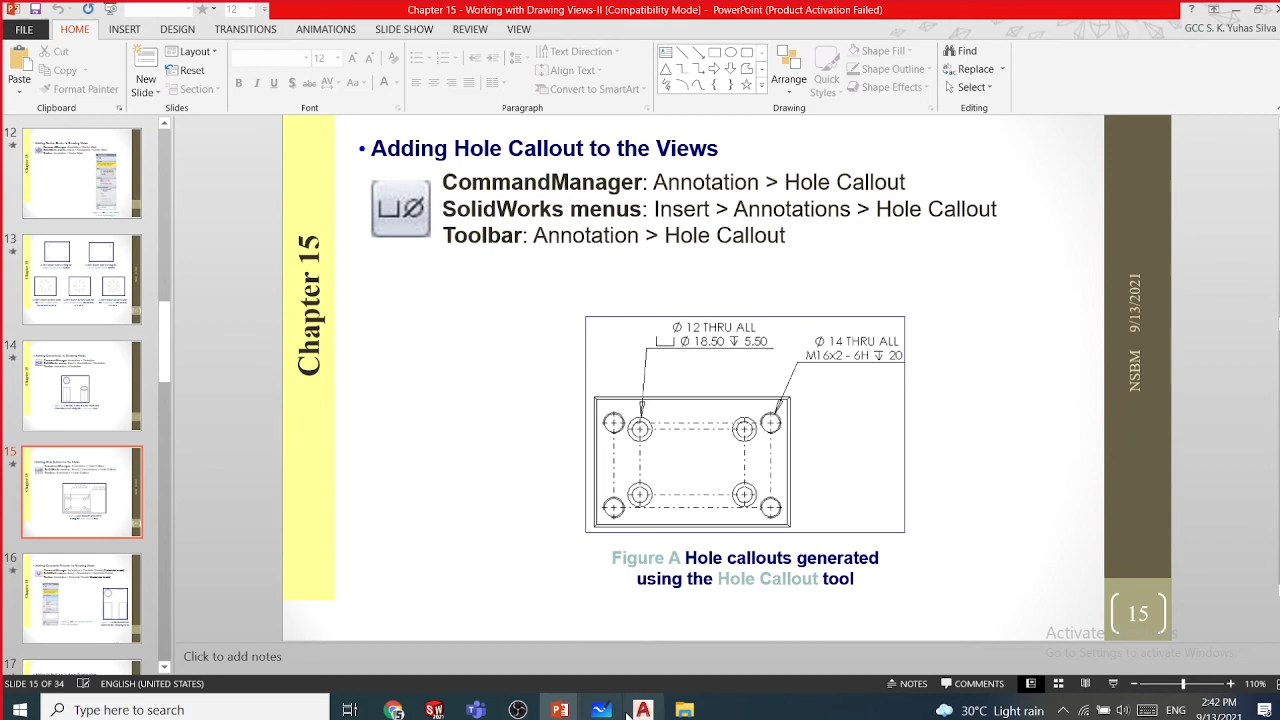 Chapter 15 - Working with Drawing Views-II [Compatibility Mode] - PowerPoint (Product Activation Failed)
12
FILE
HOME
INSERT
DESIGN
TRANSITIONS
ANIMATIONS
SLIDE SHOW
REVIEW
VIEW
GCC S. K. Yuhas Silva
Paste
Cut
Copy
Format Painter
Clipboard
New
Slide
Layout
Reset
Section
Slides
12
Font
Paragraph
Text Direction
Align Text
Convert to SmartArt
Arrange
Quick
Styles
Shape Fill
Shape Outline
Shape Effects
Drawing
Find
Replace
Select
Editing
12
13
14
15
16
17
Chapter 15
• Adding Hole Callout to the Views
CommandManager: Annotation > Hole Callout
SolidWorks menus: Insert > Annotations > Hole Callout
Toolbar: Annotation > Hole Callout
Ø 12 THRU ALL
⌴ Ø 18.50 ↧ 5.50
Ø 14 THRU ALL
M16X2 - 6H ↧ 20
Figure A Hole callouts generated
using the Hole Callout tool
NSBM 9/13/2021
15
Click to add notes
SLIDE 15 OF 34
ENGLISH (UNITED STATES)
NOTES
COMMENTS
110%
Type here to search
30°C Light rain
2:42 PM